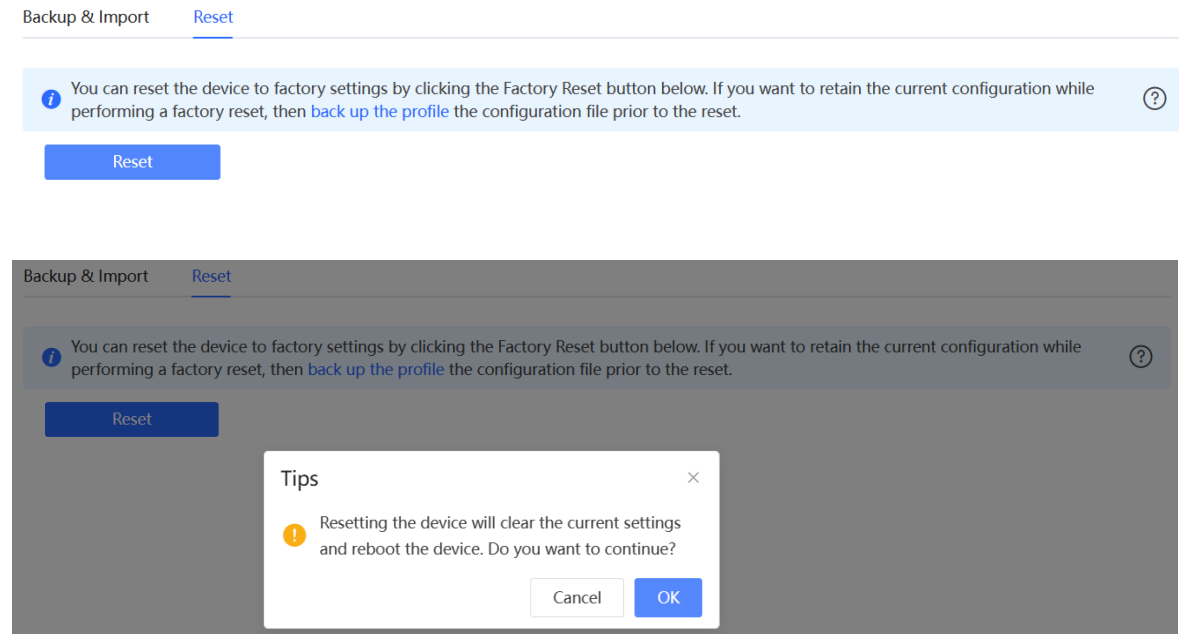 Backup & Import Reset
You can reset the device to factory settings by clicking the Factory Reset button below. If you want to retain the current configuration while
performing a factory reset, then back up the profile the configuration file prior to the reset.
Reset
Backup & Import Reset
You can reset the device to factory settings by clicking the Factory Reset button below. If you want to retain the current configuration while
performing a factory reset, then back up the profile the configuration file prior to the reset.
Reset
Tips
Resetting the device will clear the current settings
and reboot the device. Do you want to continue?
Cancel OK